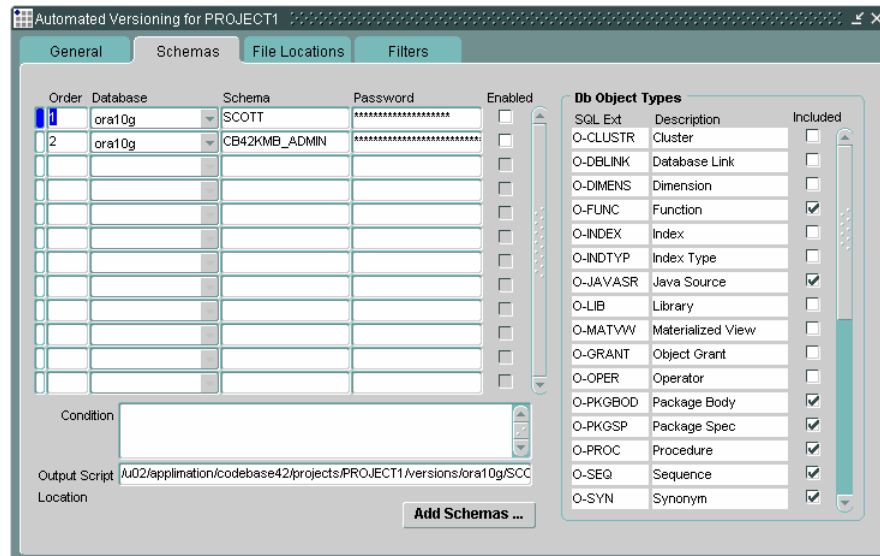 Automated Versioning for PROJECT1
General Schemas File Locations Filters
Order Database Schema Password Enabled
1 ora10g SCOTT *******************
2 ora10g CB42KMB_ADMIN *************************
Condition
Output Script /u02/applimation/codebase42/projects/PROJECT1/versions/ora10g/SCO
Location
Add Schemas ...
Db Object Types
SQL Ext Description Included
O-CLUSTR Cluster
O-DBLINK Database Link
O-DIMENS Dimension
O-FUNC Function
O-INDEX Index
O-INDTYP Index Type
O-JAVASR Java Source
O-LIB Library
O-MATVW Materialized View
O-GRANT Object Grant
O-OPER Operator
O-PKGBOD Package Body
O-PKGSP Package Spec
O-PROC Procedure
O-SEQ Sequence
O-SYN Synonym